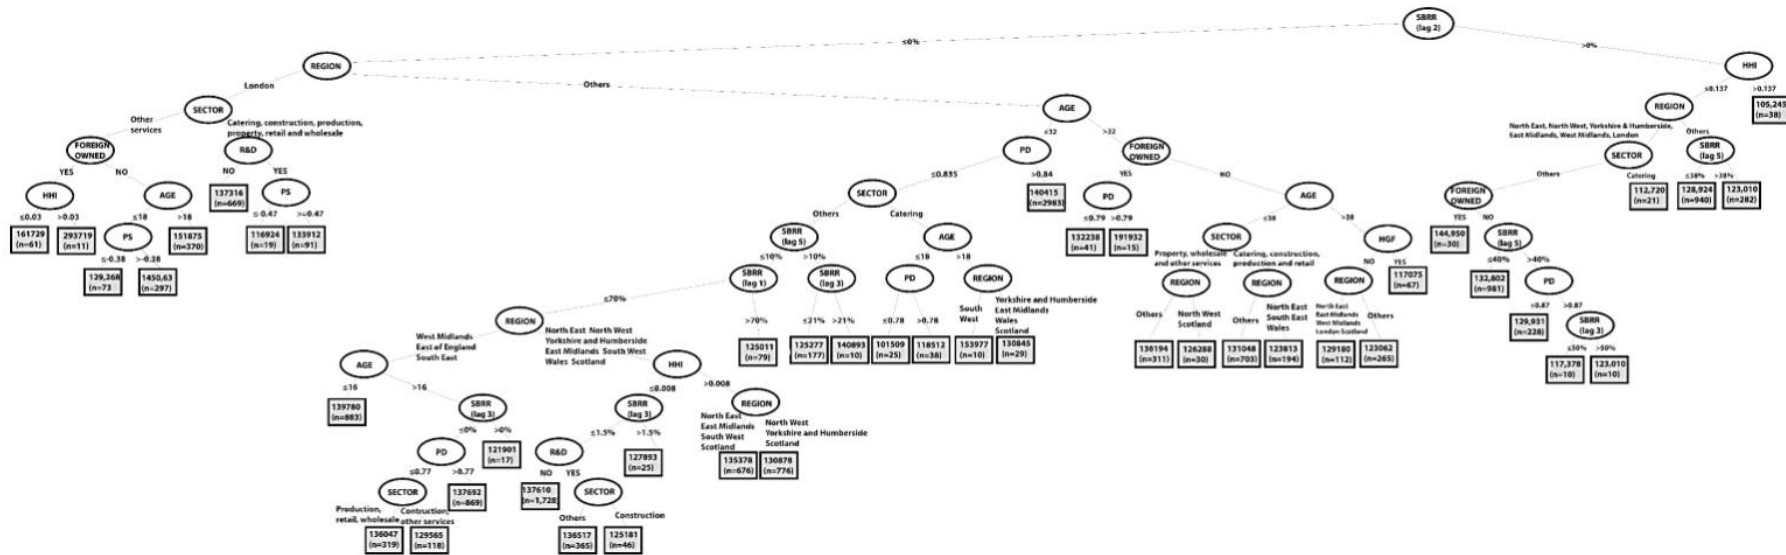 SBRR
(lag 2)
≤0%
>0%
REGION
HHI
London
Others
≤0.137
>0.137
SECTOR
AGE
REGION
105,245
(n=38)
Other
services
Catering, construction, production,
property, retail and wholesale
≤32
>32
North East, North West, Yorkshire & Humberside,
East Midlands, West Midlands, London
Others
FOREIGN
OWNED
R&D
PD
FOREIGN
OWNED
SECTOR
SBRR
(lag 5)
YES
NO
NO
YES
≤0.835
>0.84
YES
NO
Others
Catering
≤38%
>38%
HHI
AGE
137316
(n=669)
PS
SECTOR
140415
(n=2983)
PD
AGE
FOREIGN
OWNED
112,720
(n=21)
128,924
(n=940)
123,010
(n=282)
≤0.03
>0.03
≤18
>18
≤-0.47
>=0.47
Others
Catering
≤0.79
>0.79
≤38
>38
YES
NO
161729
(n=61)
293719
(n=11)
PS
151875
(n=370)
116924
(n=19)
133912
(n=91)
SBRR
(lag 5)
AGE
132238
(n=41)
191932
(n=15)
SECTOR
HGF
144,950
(n=30)
SBRR
(lag 5)
≤-0.38
>-0.38
≤10%
>10%
≤18
>18
Property, wholesale
and other services
Catering, construction,
production and retail
NO
YES
≤40%
>40%
129,268
(n=73
1450,63
(n=297)
SBRR
(lag 1)
SBRR
(lag 3)
PD
REGION
REGION
REGION
REGION
117075
(n=67)
132,802
(n=981)
PD
≤70%
>70%
≤21%
>21%
≤0.78
>0.78
South
West
Yorkshire and Humberside
East Midlands
Wales
Scotland
Others
North West
Scotland
Others
North East
South East
Wales
North East
East Midlands
West Midlands
London Scotland
Others
≤0.87
>0.87
REGION
125011
(n=79)
125277
(n=177)
140893
(n=10)
101509
(n=25)
118512
(n=38)
153977
(n=10)
130845
(n=29)
136194
(n=311)
126288
(n=30)
131048
(n=703)
123813
(n=194)
129180
(n=112)
123062
(n=265)
129,931
(n=228)
SBRR
(lag 3)
West Midlands
East of England
South East
North East North West
Yorkshire and Humberside
East Midlands South West
Wales Scotland
≤50%
>50%
AGE
HHI
117,378
(n=10)
123,010
(n=10)
≤16
>16
≤0.008
>0.008
139780
(n=883)
SBRR
(lag 3)
SBRR
(lag 3)
REGION
≤0%
>0%
≤1.5%
>1.5%
North East
East Midlands
South West
Scotland
North West
Yorkshire and Humberside
Scotland
PD
121901
(n=17)
R&D
127893
(n=25)
135378
(n=676)
130878
(n=776)
≤0.77
>0.77
NO
YES
SECTOR
137692
(n=869)
137610
(n=1,728)
SECTOR
Production,
retail, wholesale
Contruction,
other services
Others
Construction
136047
(n=319)
129565
(n=118)
136517
(n=365)
125181
(n=46)